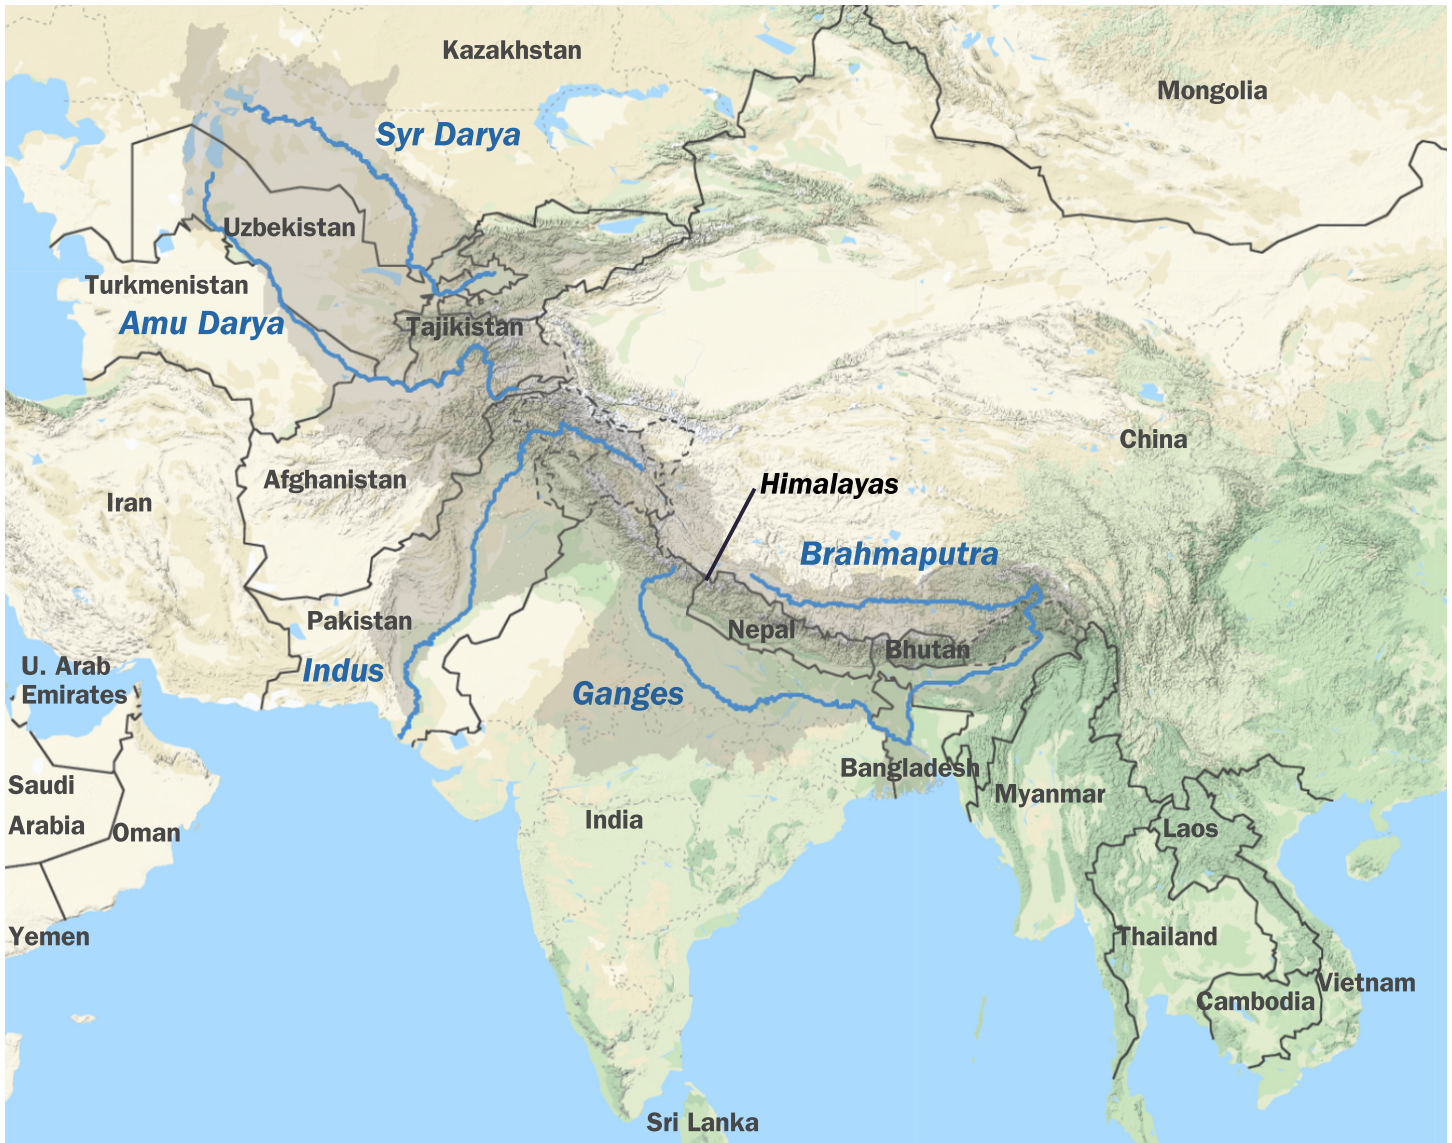 Kazakhstan
Mongolia
Syr Darya
Uzbekistan
Turkmenistan
Amu Darya
Tajikistan
China
Afghanistan
Himalayas
Iran
Brahmaputra
Pakistan
Nepal
Bhutan
U. Arab
Emirates
Indus
Ganges
Bangladesh
Saudi
Arabia
Myanmar
India
Laos
Oman
Yemen
Thailand
Vietnam
Cambodia
Sri Lanka